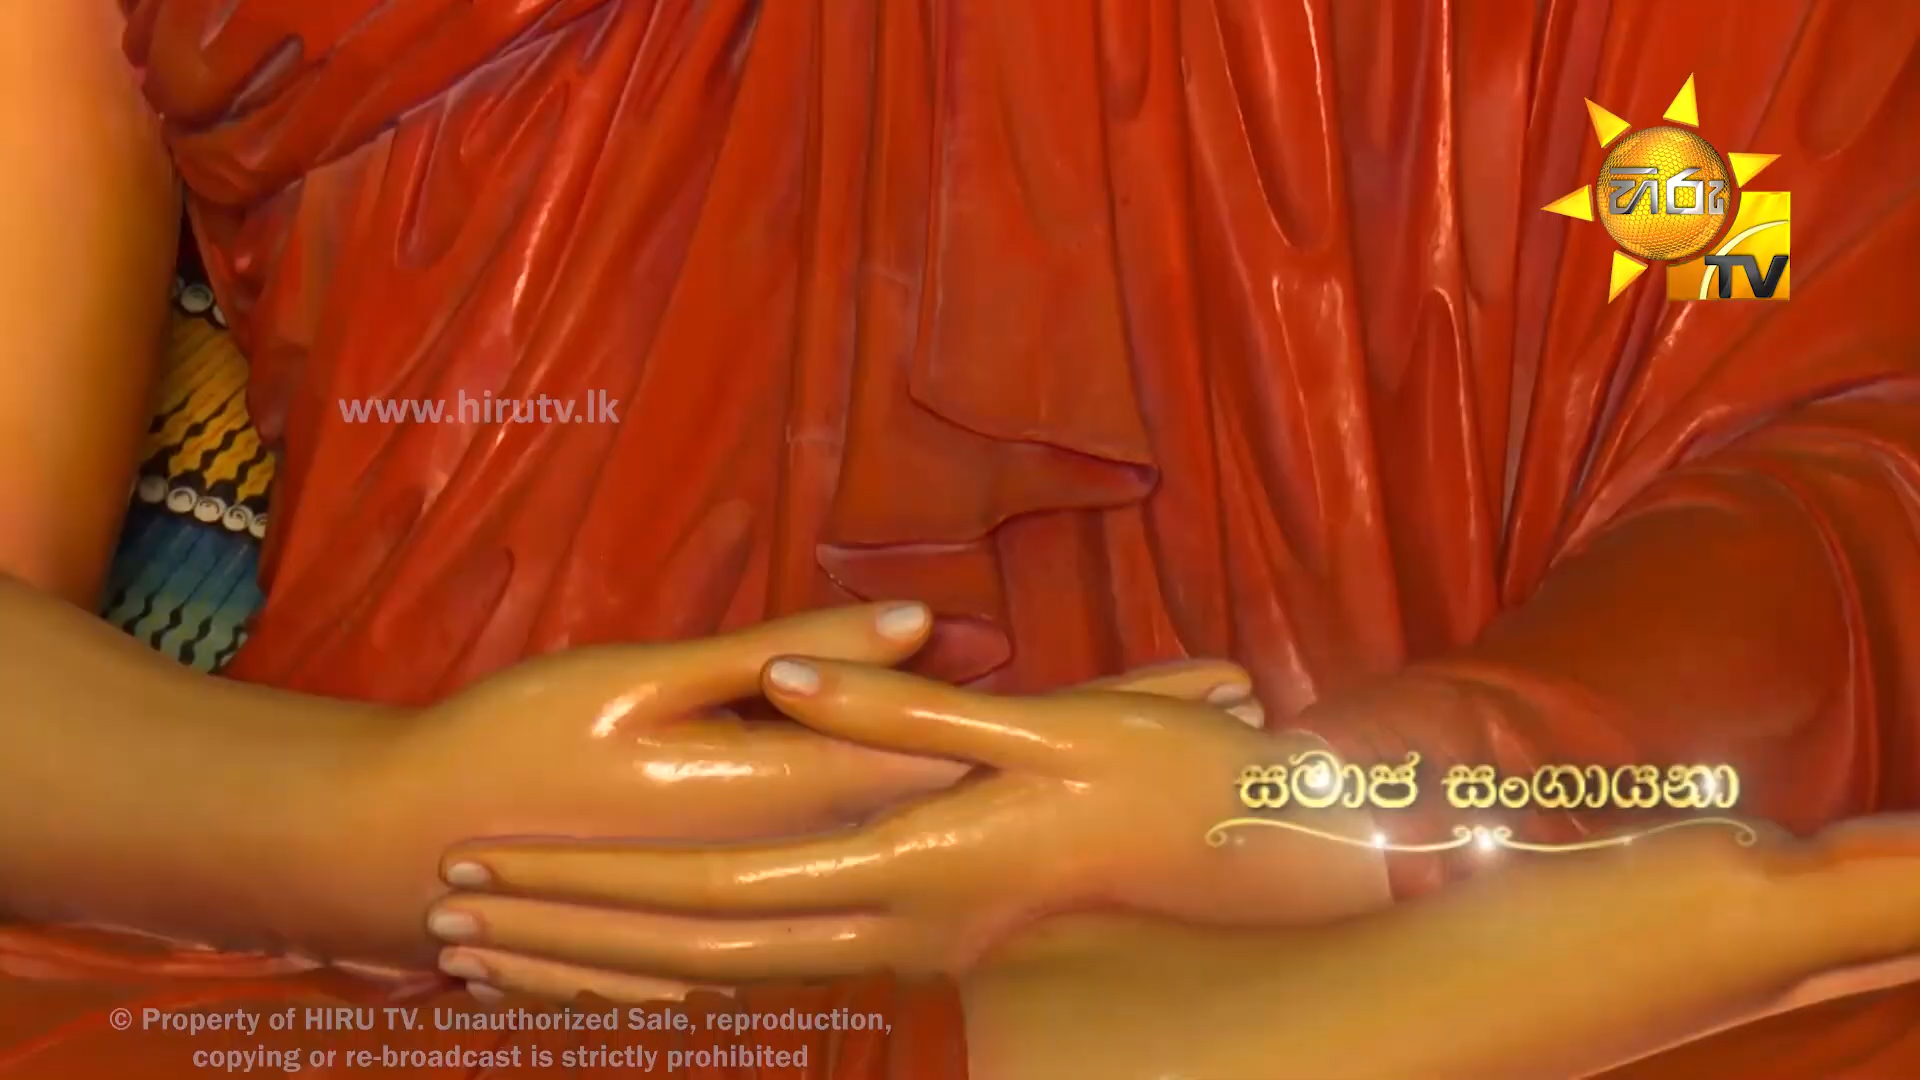 හිරු
TV
www.hirutv.lk
සමාජ සංගායනා
© Property of HIRU TV. Unauthorized Sale, reproduction,
copying or re-broadcast is strictly prohibited